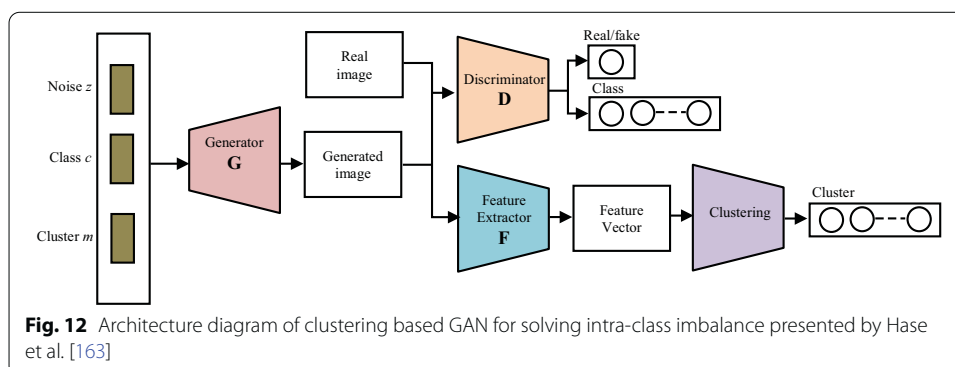 Noise z
Class c
Cluster m
Generator
G
Real
image
Generated
image
Discriminator
D
Real/fake
Class
Feature
Extractor
F
Feature
Vector
Clustering
Cluster
Fig. 12 Architecture diagram of clustering based GAN for solving intra-class imbalance presented by Hase
et al. [163]